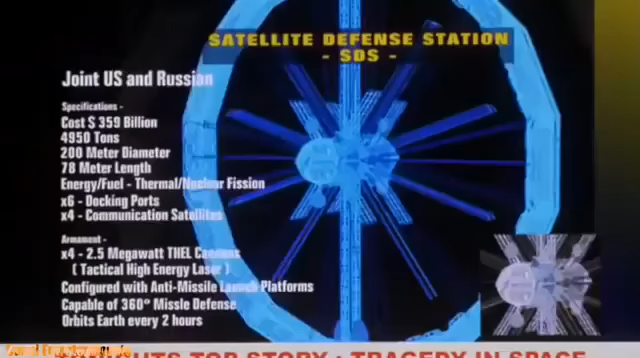 SATELLITE DEFENSE STATION
- SDS -
Joint US and Russian
Specifications -
Cost $ 359 Billion
4950 Tons
200 Meter Diameter
78 Meter Length
Energy/Fuel - Thermal/Nuclear Fission
x6 - Docking Ports
x4 - Communication Satellites
Armament -
x4 - 2.5 Megawatt THEL Cannons
( Tactical High Energy Laser )
Configured with Anti-Missile Launch Platforms
Capable of 360° Missle Defense
Orbits Earth every 2 hours
TOP STORY · TRAGEDY IN SPACE